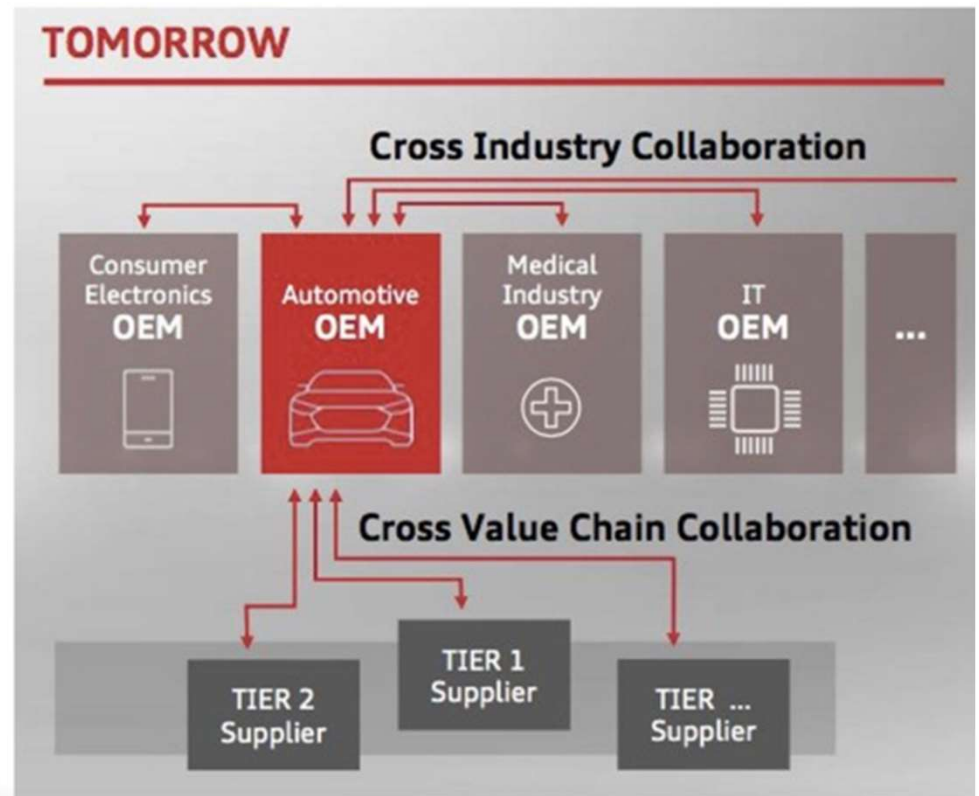 TOMORROW
Cross Industry Collaboration
Consumer
Electronics
OEM
Automotive
OEM
Medical
Industry
OEM
IT
OEM
...
Cross Value Chain Collaboration
TIER 2
Supplier
TIER 1
Supplier
TIER ...
Supplier